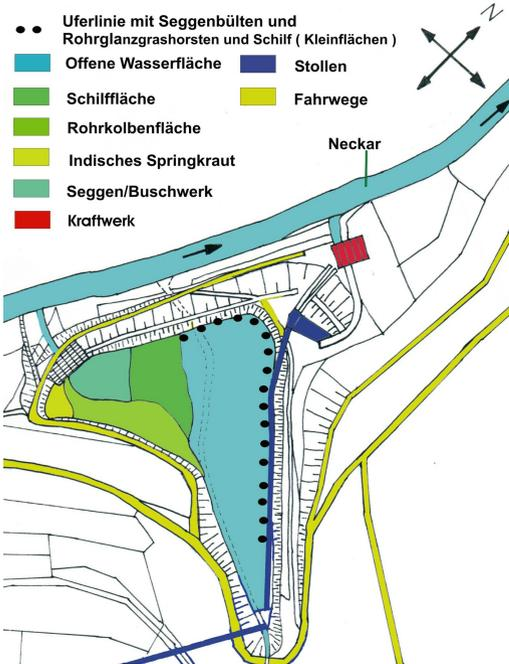 Uferlinie mit Seggenbülten und
Rohrglanzgrashorsten und Schilf ( Kleinflächen )
Offene Wasserfläche
Stollen
Schilffläche
Fahrwege
Rohrkolbenfläche
Indisches Springkraut
Seggen/Buschwerk
Kraftwerk
N
Neckar